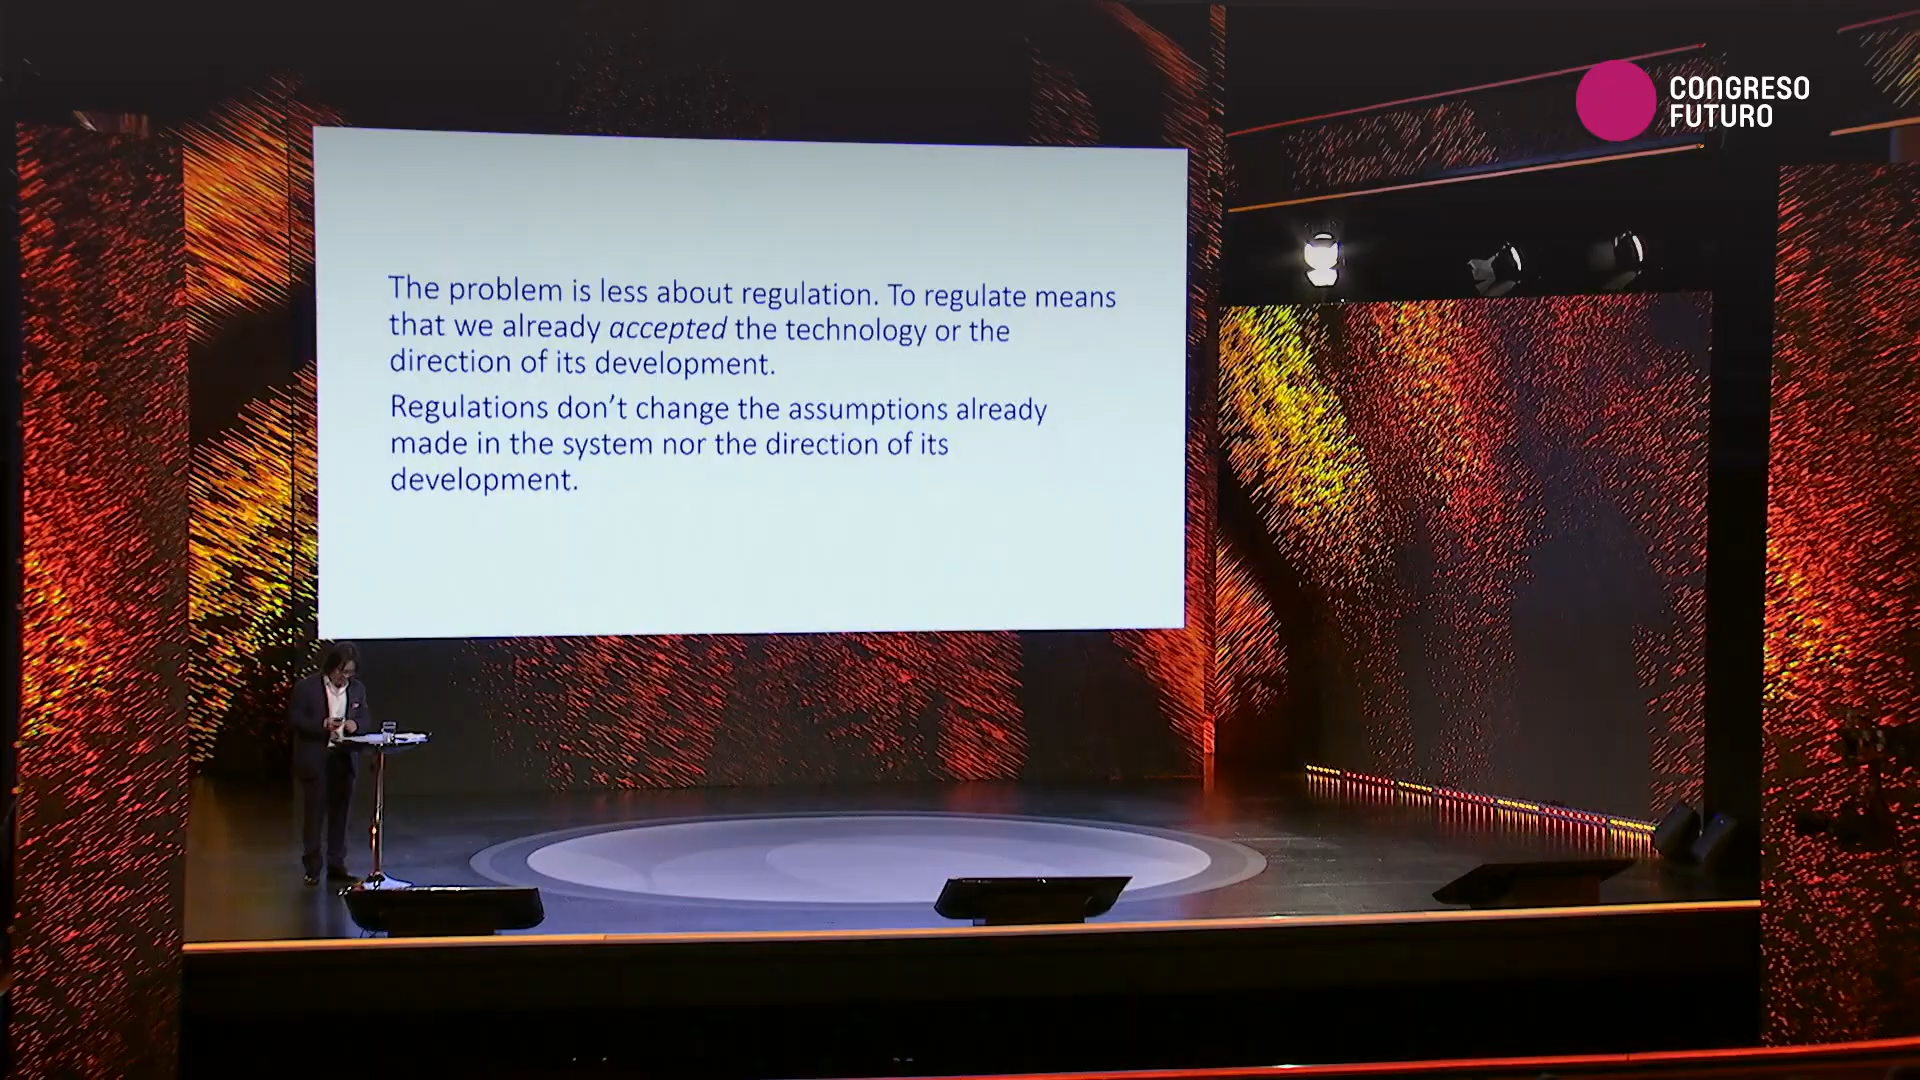 CONGRESO
FUTURO
The problem is less about regulation. To regulate means
that we already accepted the technology or the
direction of its development.
Regulations don’t change the assumptions already
made in the system nor the direction of its
development.